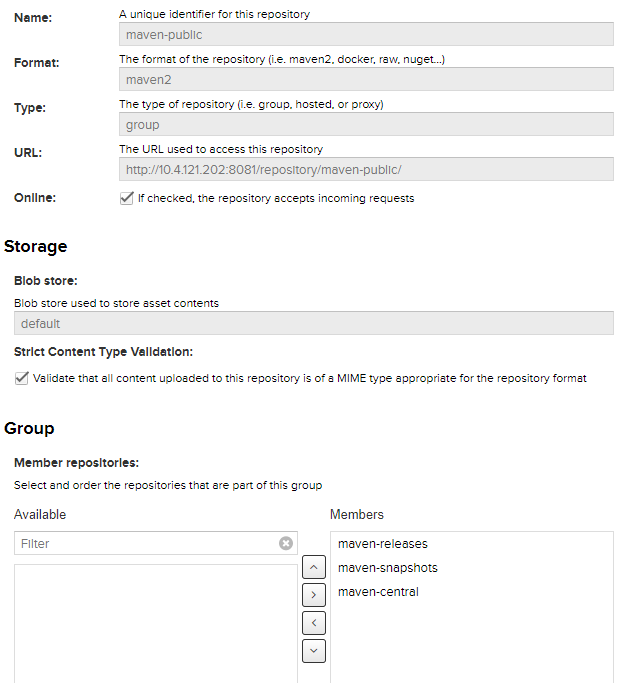 Name:
A unique identifier for this repository
maven-public
Format:
The format of the repository (i.e. maven2, docker, raw, nuget...)
maven2
Type:
The type of repository (i.e. group, hosted, or proxy)
group
URL:
The URL used to access this repository
http://10.4.121.202:8081/repository/maven-public/
Online:
If checked, the repository accepts incoming requests
Storage
Blob store:
Blob store used to store asset contents
default
Strict Content Type Validation:
Validate that all content uploaded to this repository is of a MIME type appropriate for the repository format
Group
Member repositories:
Select and order the repositories that are part of this group
Available
Members
Filter
maven-releases
maven-snapshots
maven-central